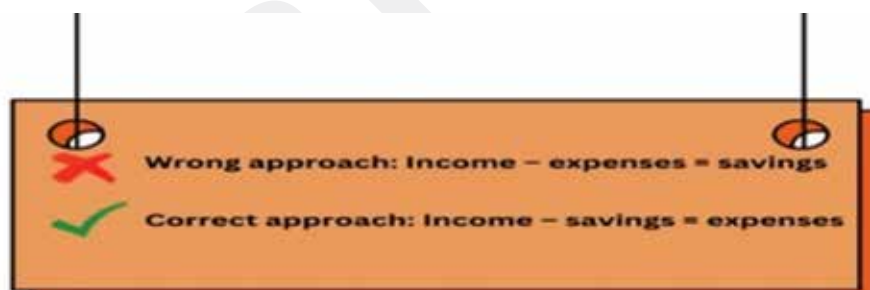 Wrong approach: Income – expenses = savings
Correct approach: Income – savings = expenses